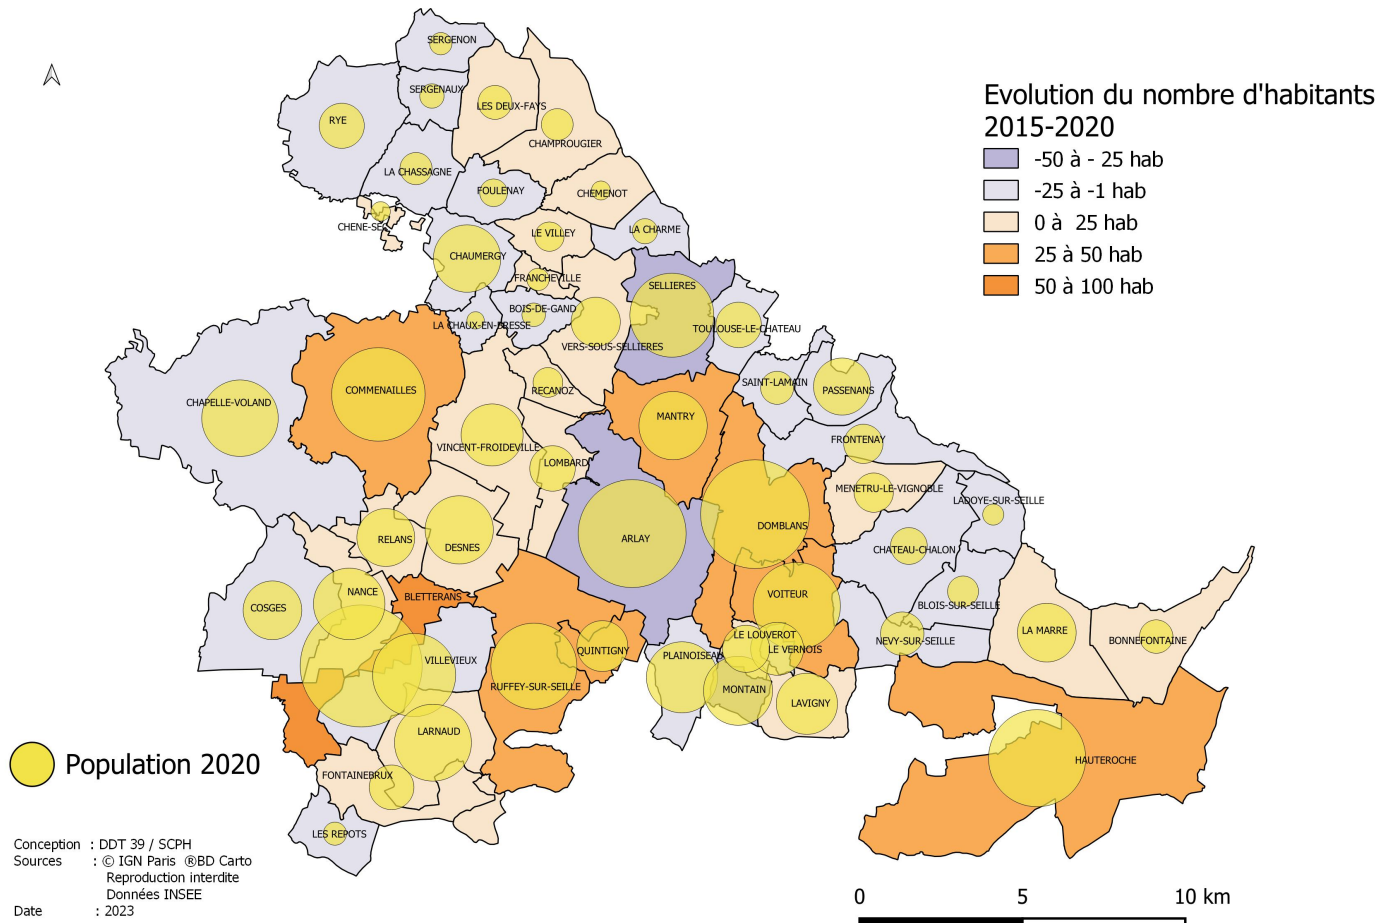 SERGENON
SERGENAUX
LES DEUX-FAYS
RYE
CHAMPROUGIER
LA CHASSAGNE
FOULENAY
CHEMENOT
CHENE-SEC
LE VILLEY
LA CHARME
CHAUMERGY
FRANCHEVILLE
SELLIERES
BOIS-DE-GAND
LA CHAUX-EN-BRESSE
TOULOUSE-LE-CHATEAU
VERS-SOUS-SELLIERES
SAINT-LAMAIN
COMMENAILLES
RECANOZ
PASSENANS
CHAPELLE-VOLAND
MANTRY
VINCENT-FROIDEVILLE
FRONTENAY
LOMBARD
MENETRU-LE-VIGNOBLE
LADOYE-SUR-SEILLE
DOMBLANS
RELANS
ARLAY
DESNES
CHATEAU-CHALON
NANCE
BLETTERANS
VOITEUR
COSGES
BLOIS-SUR-SEILLE
LA MARRE
LE LOUVEROT
NEVY-SUR-SEILLE
BONNEFONTAINE
QUINTIGNY
LE VERNOIS
PLAINOISEAU
VILLEVIEUX
RUFFEY-SUR-SEILLE
MONTAIN
LAVIGNY
LARNAUD
HAUTEROCHE
FONTAINEBRUX
LES REPOTS
Evolution du nombre d'habitants
2015-2020
-50 à - 25 hab
-25 à -1 hab
0 à 25 hab
25 à 50 hab
50 à 100 hab
Population 2020
Conception : DDT 39 / SCPH
Sources : © IGN Paris ®BD Carto
Reproduction interdite
Données INSEE
Date : 2023
0 5 10 km